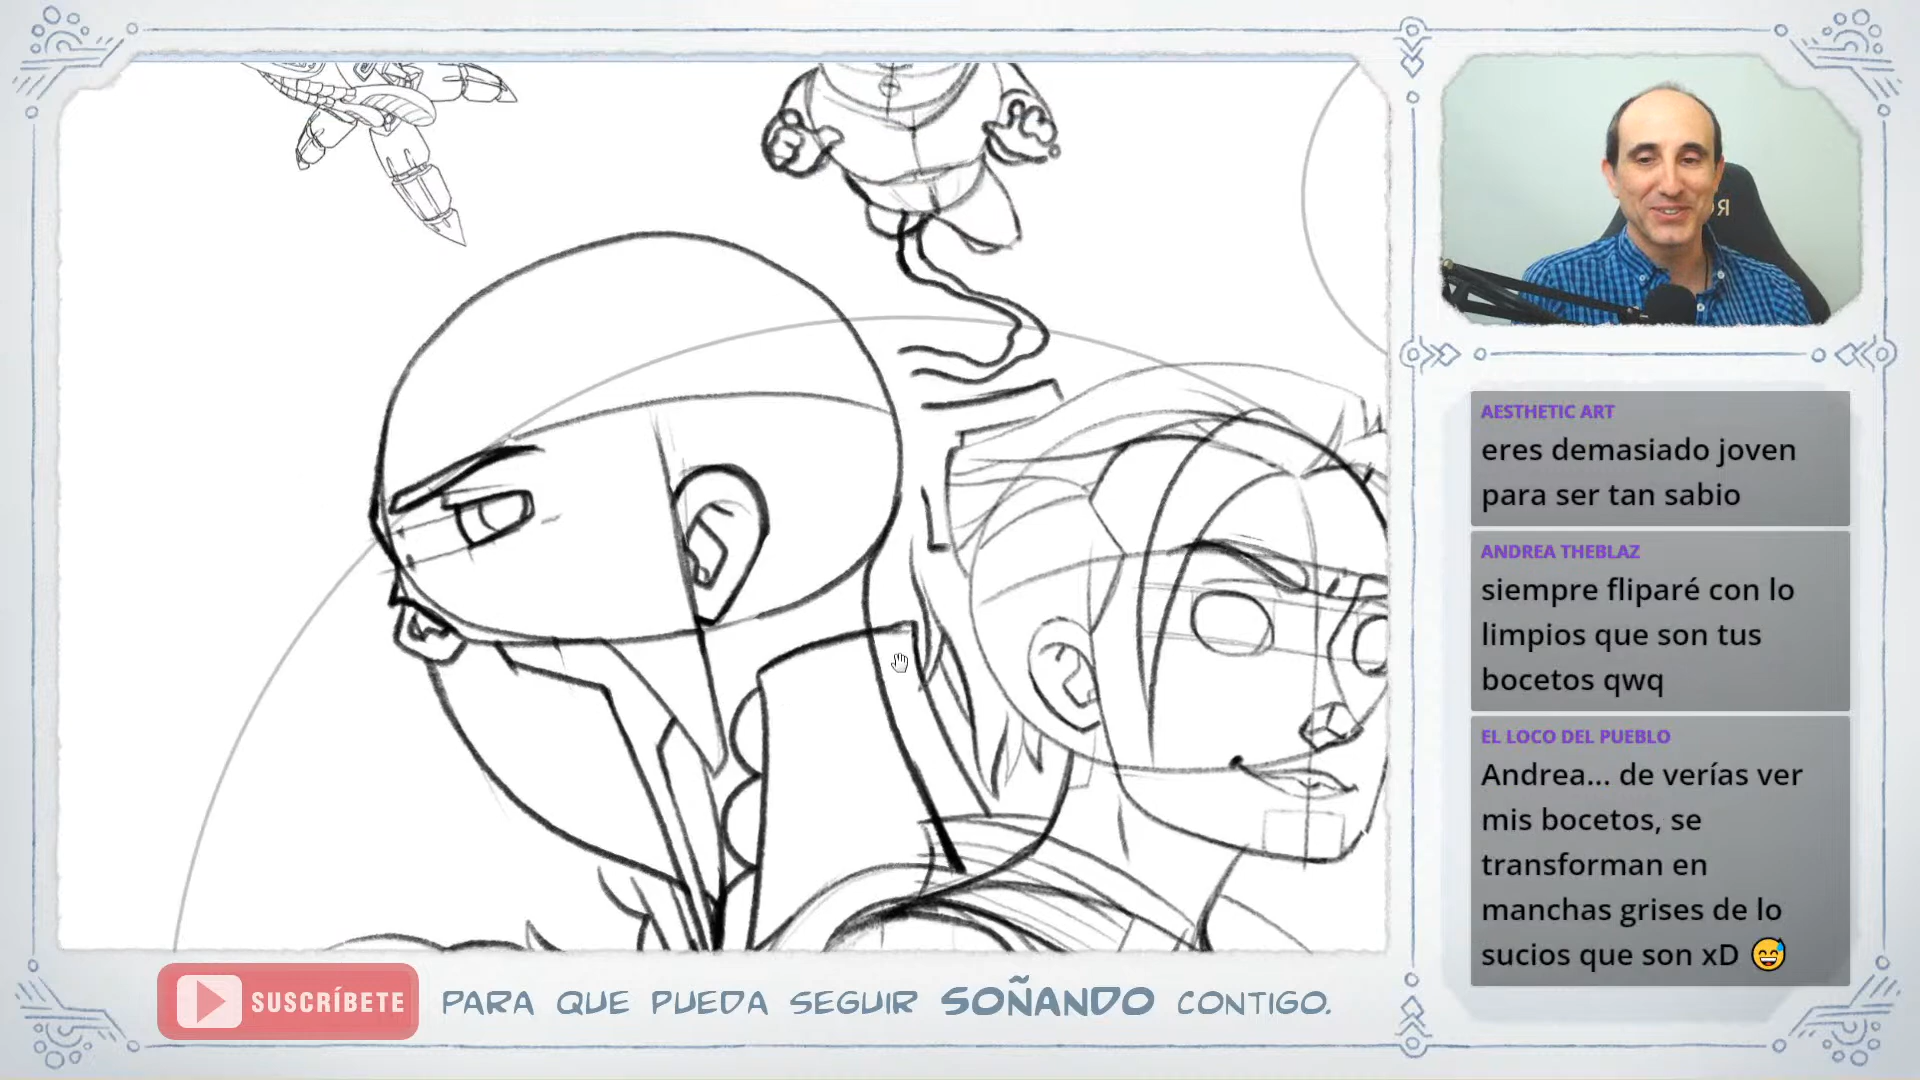 AESTHETIC ART
eres demasiado joven
para ser tan sabio
ANDREA THEBLAZ
siempre fliparé con lo
limpios que son tus
bocetos qwq
EL LOCO DEL PUEBLO
Andrea... de verías ver
mis bocetos, se
transforman en
manchas grises de lo
sucios que son xD 😅
SUSCRÍBETE PARA QUE PUEDA SEGUIR SOÑANDO CONTIGO.